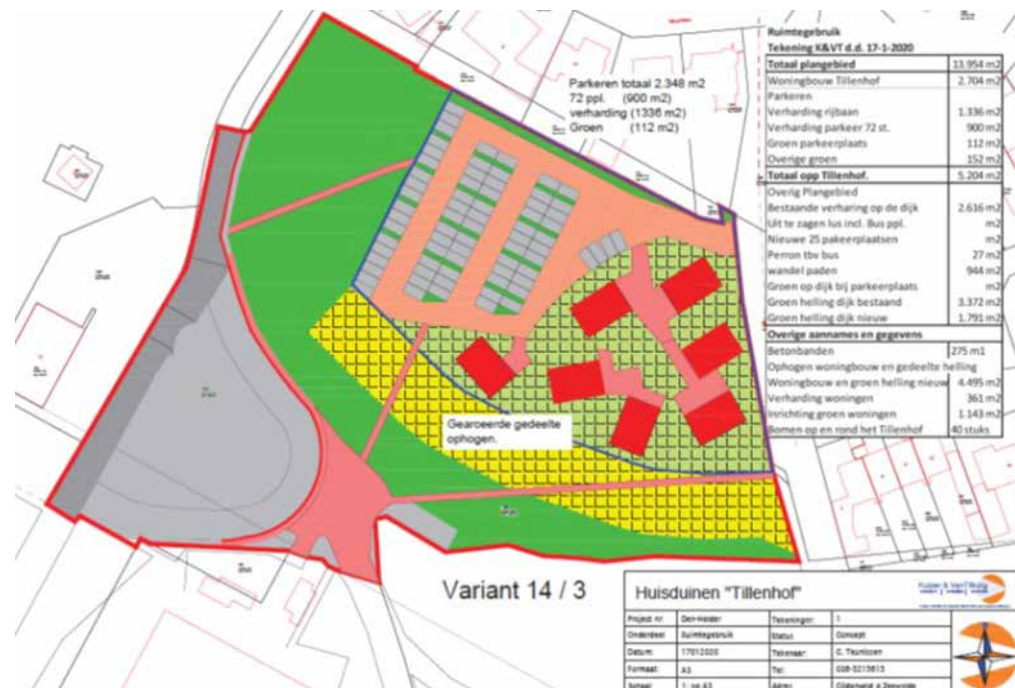 Parkeren totaal 2.348 m2
72 ppl. (900 m2)
verharding (1336 m2)
Groen (112 m2)
Ruimtegebruik
Tekening K&VT d.d. 17-1-2020
Totaal plangebied 13.954 m2
Woningbouw Tillenhof 2.704 m2
Parkeren
Verharding rijbaan 1.336 m2
Verharding parkeer 72 st. 900 m2
Groen parkeerplaats 112 m2
Overige groen 152 m2
Totaal opp Tillenhof. 5.204 m2
Overig Plangebied
Bestaande verharing op de dijk 2.616 m2
Uit te zagen lus incl. Bus ppl. m2
Nieuwe 25 pakeerplaatsen m2
Perron tbv bus 27 m2
wandel paden 944 m2
Groen op dijk bij parkeerplaats m2
Groen helling dijk bestaand 3.372 m2
Groen helling dijk nieuw 1.791 m2
Overige aannames en gegevens
Betonbanden 275 m1
Ophogen woningbouw en gedeelte helling
Woningbouw en groen helling nieuw 4.495 m2
Verharding woningen 361 m2
Inrichting groen woningen 1.143 m2
Bomen op en rond het Tillenhof 40 stuks
Gearceerde gedeelte
ophogen.
Variant 14 / 3
Huisduinen "Tillenhof"
Project nr Den-Helder Tekeningnr: 1
Onderdeel Ruimtegebruik Status Concept
Datum: 17012020 Tekenaar: G. Teunissen
Formaat: A3 Tel:
Schaal 1: op A3 Adres